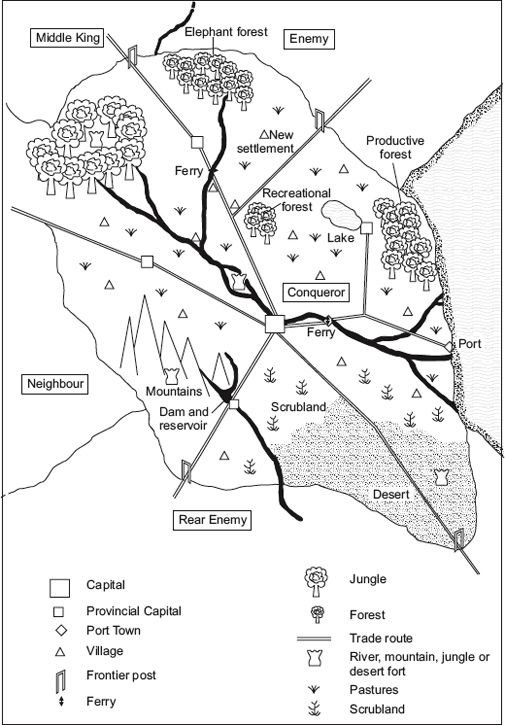 Middle King
Elephant forest
Enemy
New
settlement
Productive
forest
Ferry
Recreational
forest
Lake
Conqueror
Ferry
Port
Neighbour
Mountains
Dam and
reservoir
Scrubland
Desert
Rear Enemy
Capital
Provincial Capital
Port Town
Village
Frontier post
Ferry
Jungle
Forest
Trade route
River, mountain, jungle or
desert fort
Pastures
Scrubland